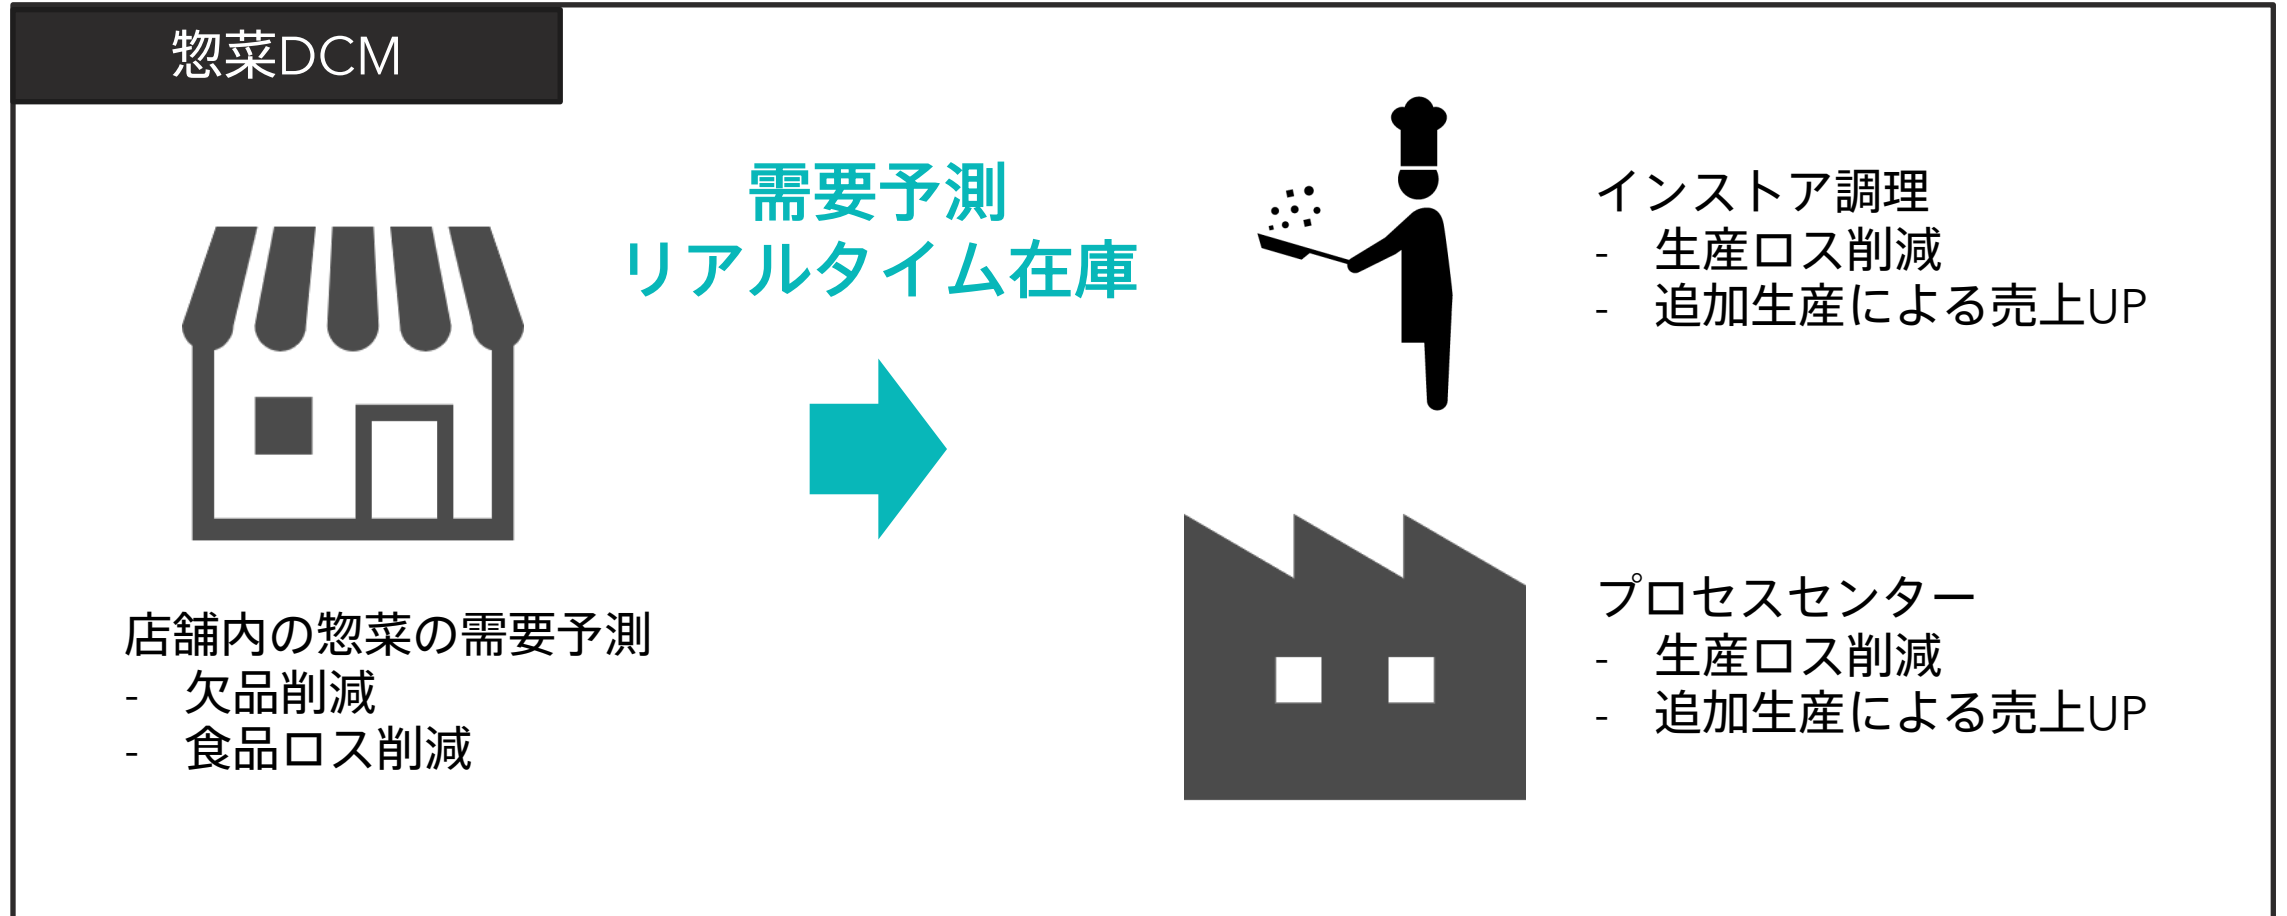 惣菜DCM
需要予測
リアルタイム在庫
店舗内の惣菜の需要予測
- 欠品削減
- 食品ロス削減
インストア調理
- 生産ロス削減
- 追加生産による売上UP
プロセスセンター
- 生産ロス削減
- 追加生産による売上UP